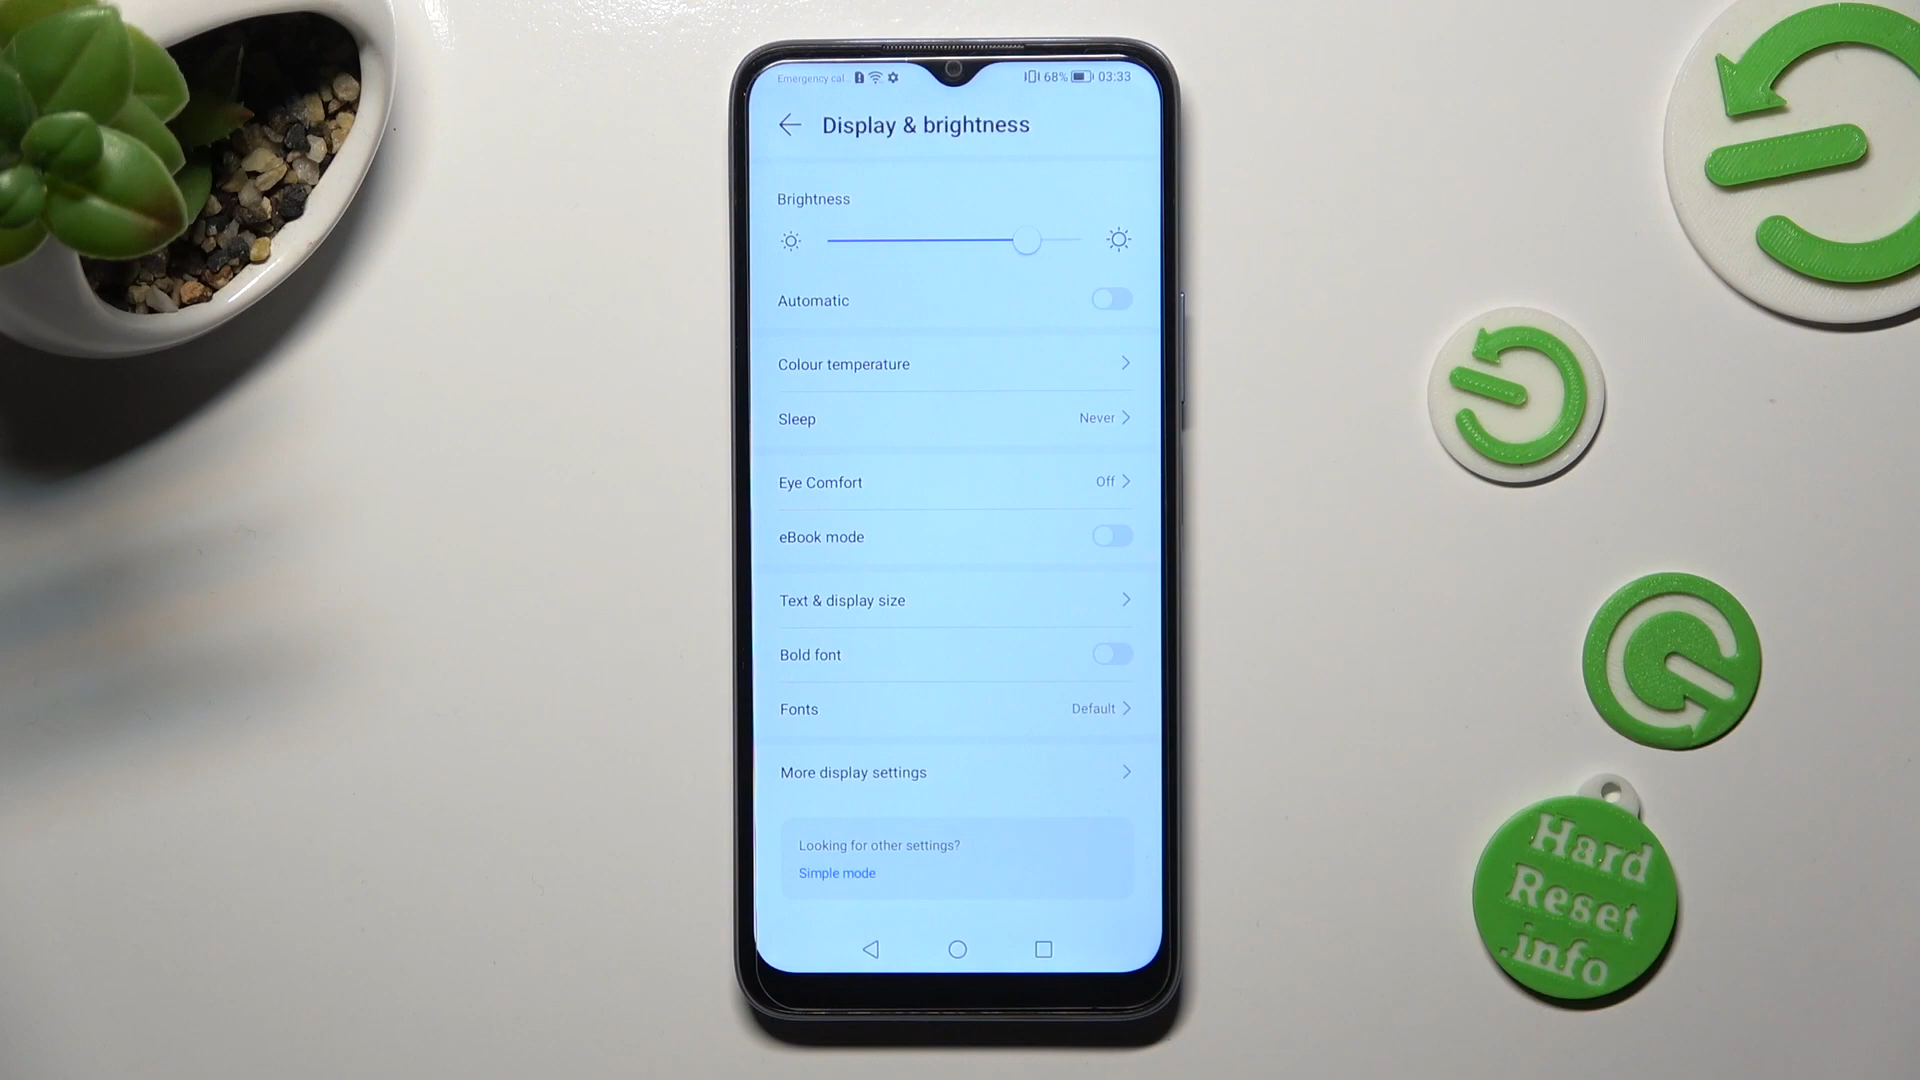 Emergency cal... 68% 03:33
Display & brightness
Brightness
Automatic
Colour temperature
Sleep Never
Eye Comfort Off
eBook mode
Text & display size
Bold font
Fonts Default
More display settings
Looking for other settings?
Simple mode
Hard
Reset
.info